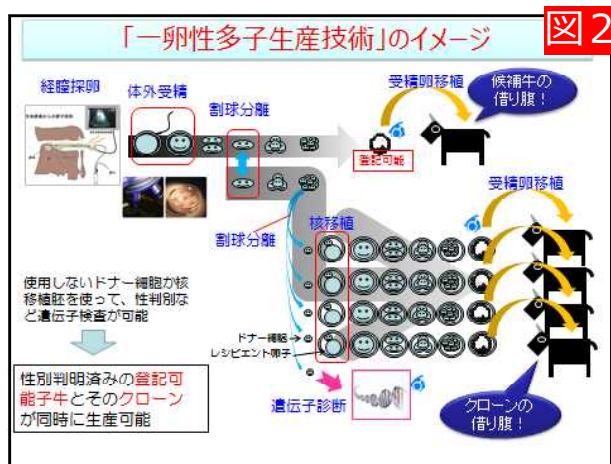 図2
「一卵性多子生産技術」のイメージ
経膣採卵
体外受精
割球分離
受精卵移植
候補牛の
借り腹！
登記可能
受精卵移植
割球分離
核移植
使用しないドナー細胞か核
移植胚を使って、性判別な
ど遺伝子検査が可能
ドナー細胞
レシピエント卵子
性別判明済みの登記可
能子牛とそのクローン
が同時に生産可能
遺伝子診断
クローンの
借り腹！